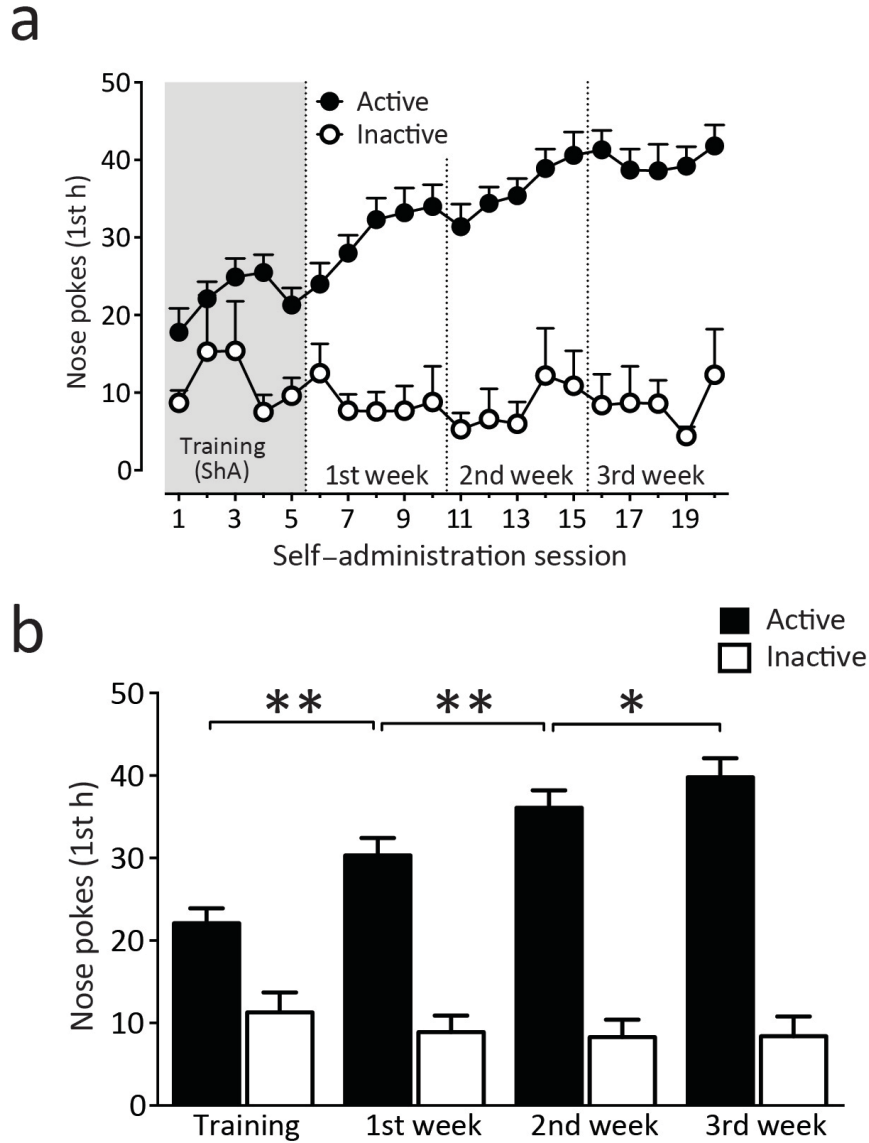 a
50
40
30
20
10
0
Nose pokes (1st h)
Active
Inactive
Training
(ShA)
1st week
2nd week
3rd week
1 3 5 7 9 11 13 15 17 19
Self-administration session
b
Active
Inactive
50
40
30
20
10
0
Nose pokes (1st h)
** ** *
Training 1st week 2nd week 3rd week